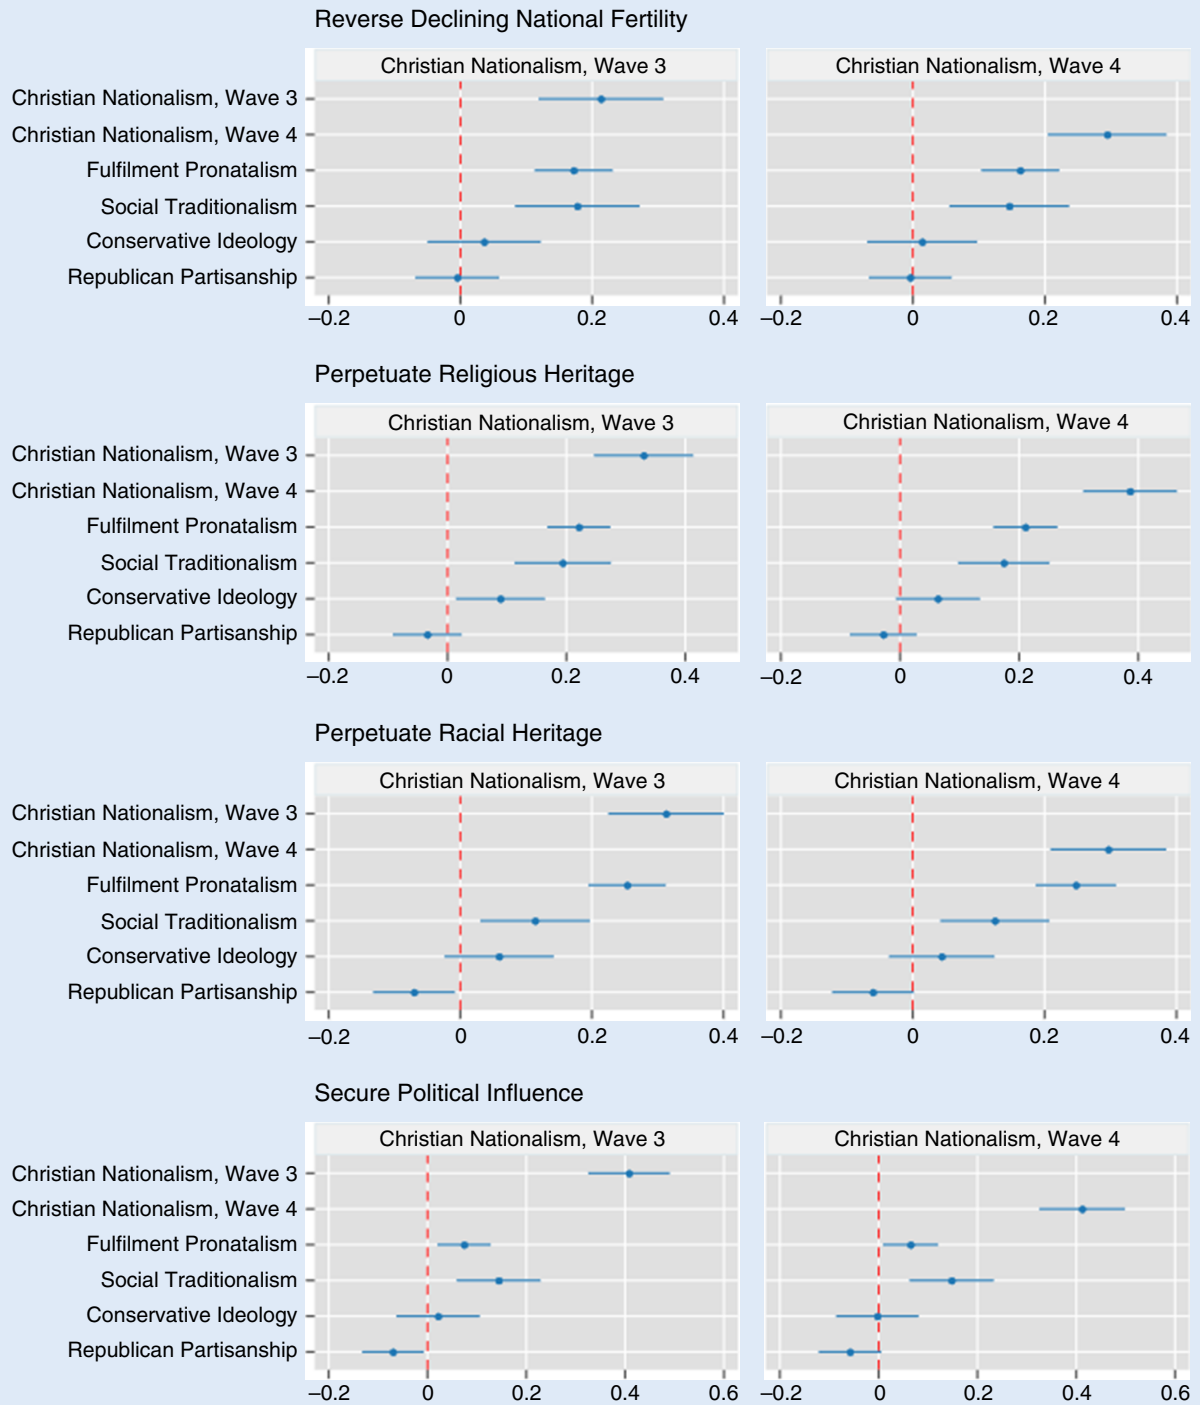 Reverse Declining National Fertility
Christian Nationalism, Wave 3
Christian Nationalism, Wave 4
Christian Nationalism, Wave 3
Christian Nationalism, Wave 4
Fulfilment Pronatalism
Social Traditionalism
Conservative Ideology
Republican Partisanship
–0.2 0 0.2 0.4
–0.2 0 0.2 0.4
Perpetuate Religious Heritage
Christian Nationalism, Wave 3
Christian Nationalism, Wave 4
Christian Nationalism, Wave 3
Christian Nationalism, Wave 4
Fulfilment Pronatalism
Social Traditionalism
Conservative Ideology
Republican Partisanship
–0.2 0 0.2 0.4
–0.2 0 0.2 0.4
Perpetuate Racial Heritage
Christian Nationalism, Wave 3
Christian Nationalism, Wave 4
Christian Nationalism, Wave 3
Christian Nationalism, Wave 4
Fulfilment Pronatalism
Social Traditionalism
Conservative Ideology
Republican Partisanship
–0.2 0 0.2 0.4
–0.2 0 0.2 0.4
Secure Political Influence
Christian Nationalism, Wave 3
Christian Nationalism, Wave 4
Christian Nationalism, Wave 3
Christian Nationalism, Wave 4
Fulfilment Pronatalism
Social Traditionalism
Conservative Ideology
Republican Partisanship
–0.2 0 0.2 0.4 0.6
–0.2 0 0.2 0.4 0.6